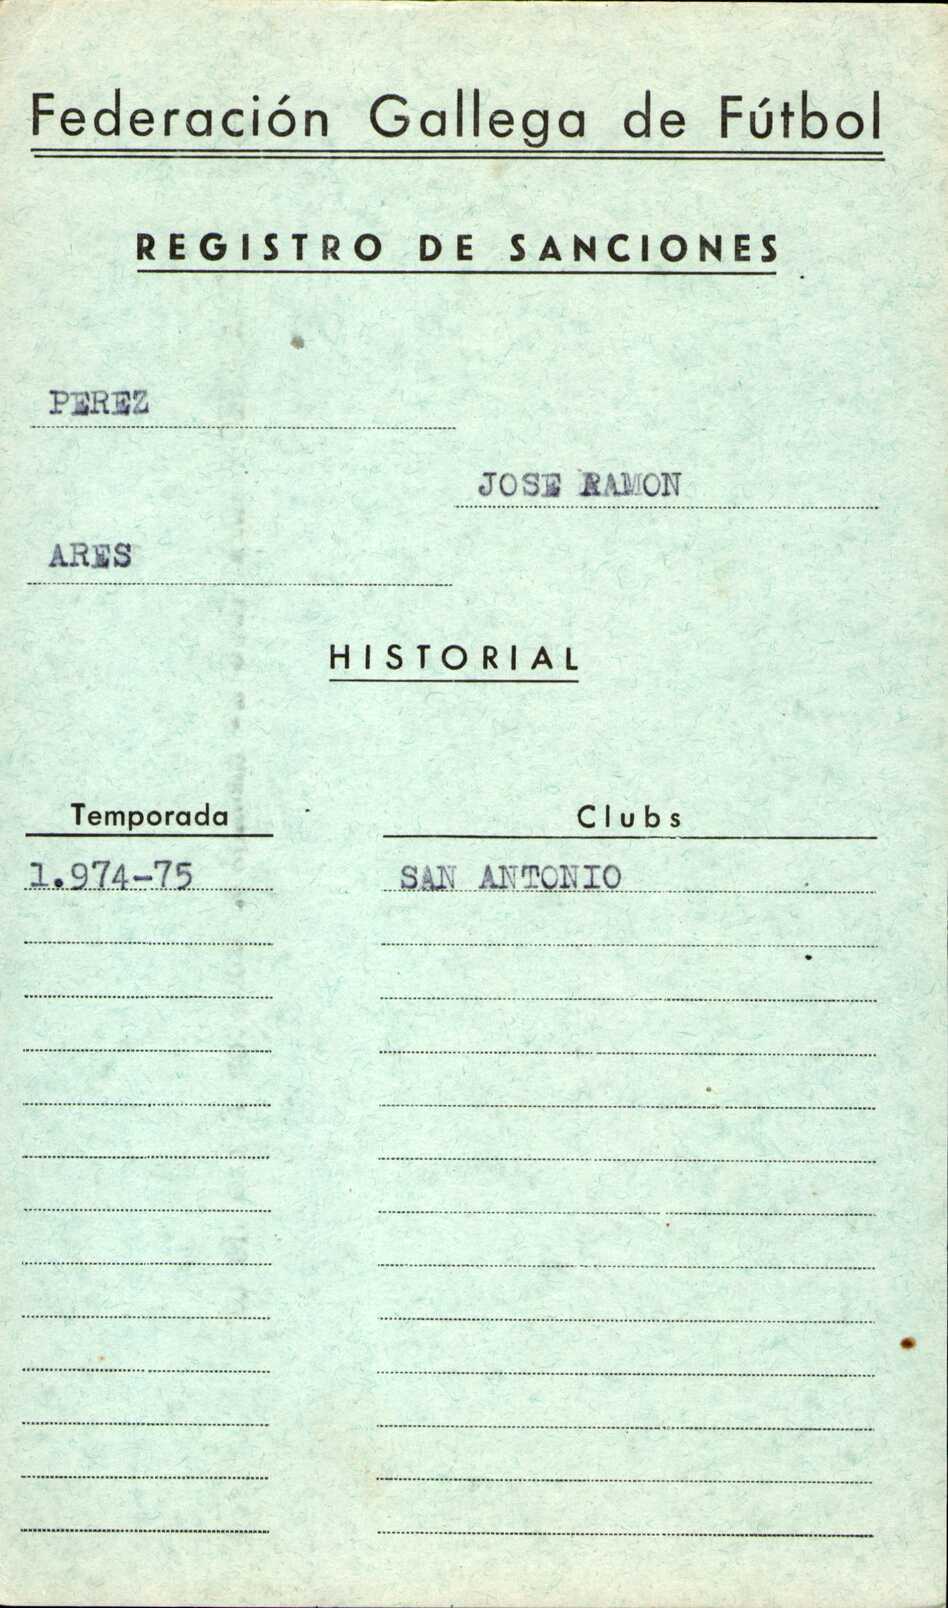 Federación Gallega de Fútbol
REGISTRO DE SANCIONES
PEREZ
JOSE RAMON
ARES
HISTORIAL
Temporada Clubs
1.974-75 SAN ANTONIO